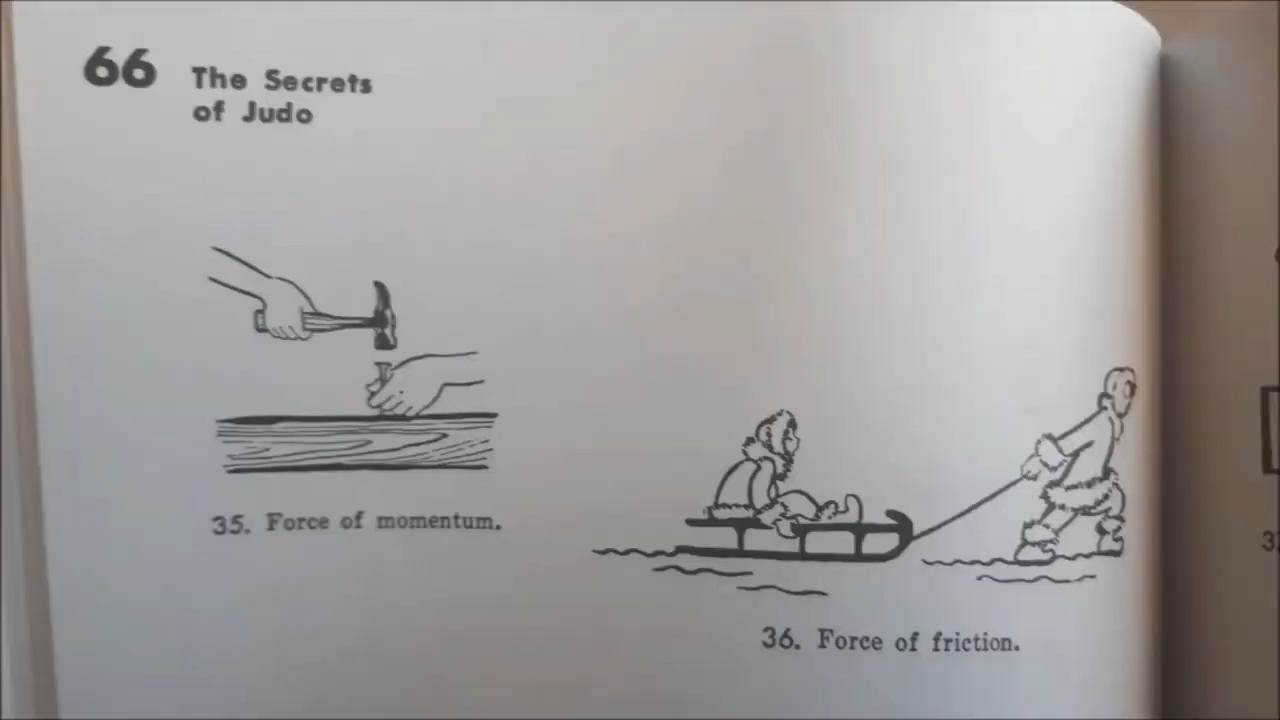 66
The Secrets
of Judo
35. Force of momentum.
36. Force of friction.